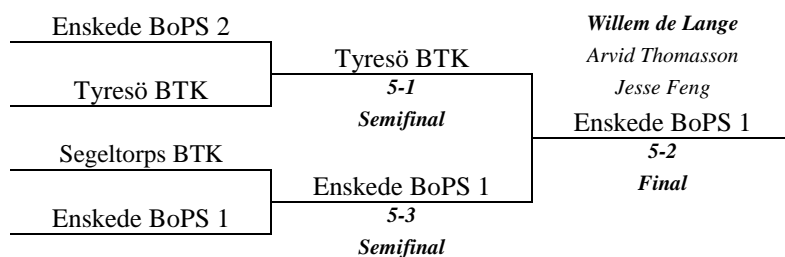 Enskede BoPS 2
Tyresö BTK
Segeltorps BTK
Enskede BoPS 1
Tyresö BTK
5-1
Semifinal
Enskede BoPS 1
5-3
Semifinal
Willem de Lange
Arvid Thomasson
Jesse Feng
Enskede BoPS 1
5-2
Final